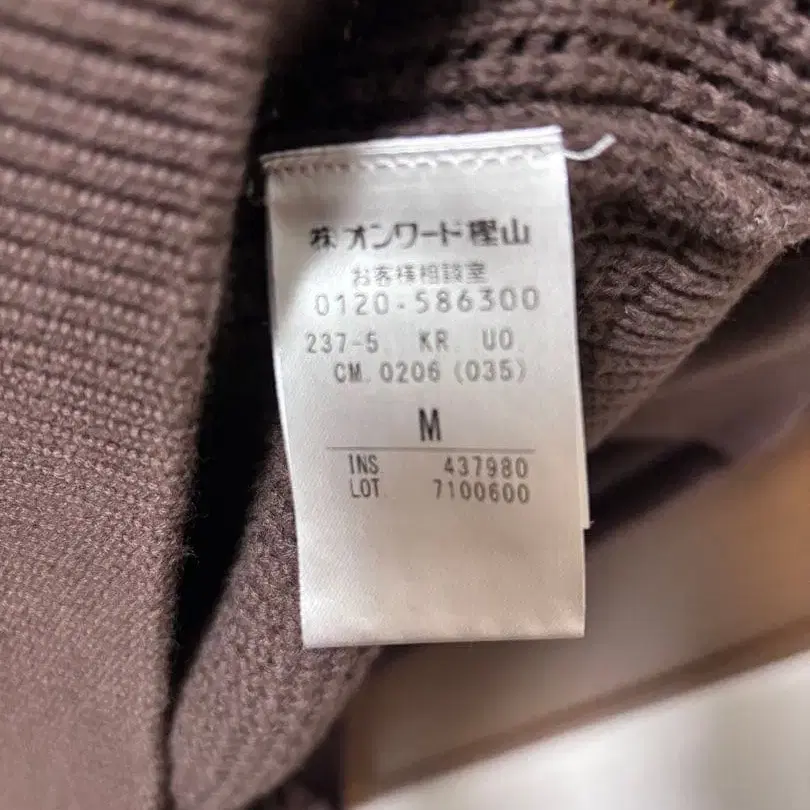 ㈱オンワード樫山
お客様相談室
0120-586300
237-5 KR. UO.
CM. 0206 (035)
M
INS. 437980
LOT. 7100600